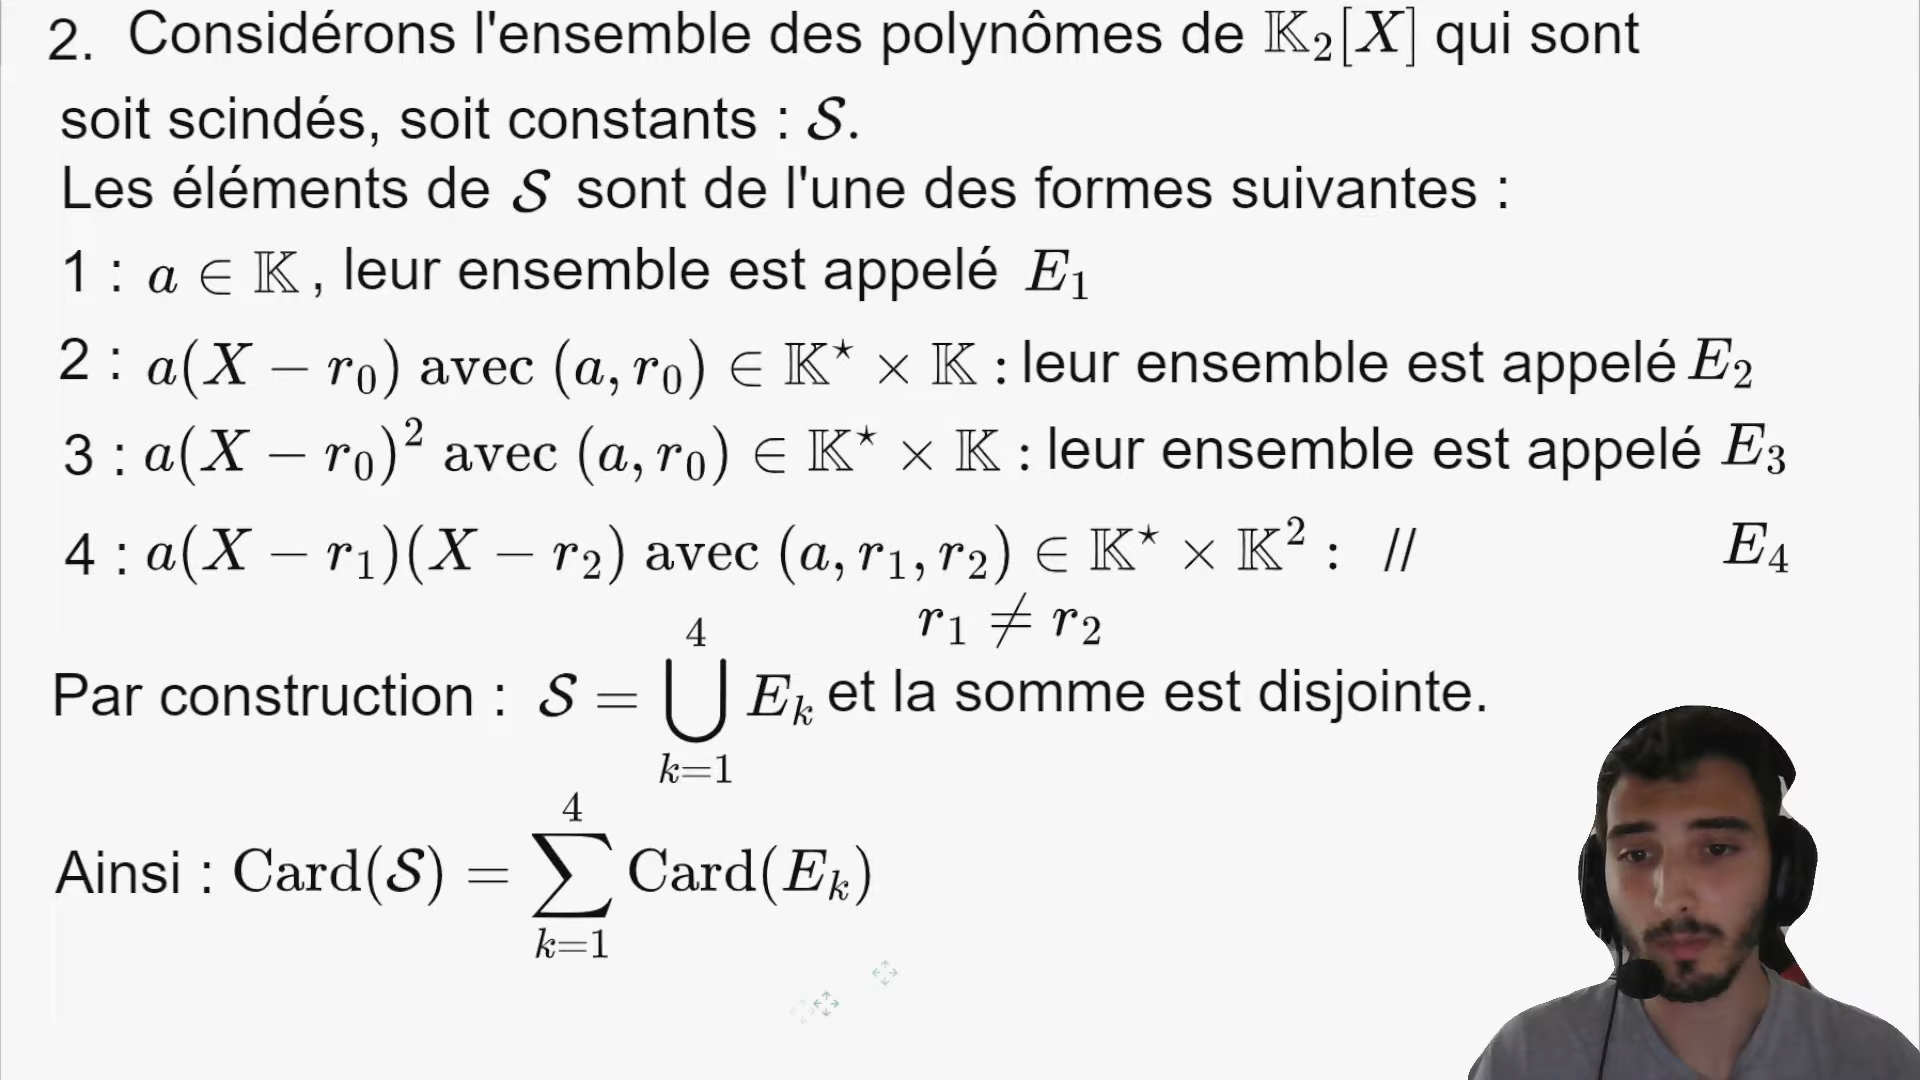 2. Considérons l'ensemble des polynômes de 𝕂₂[X] qui sont
soit scindés, soit constants : 𝒮.
Les éléments de 𝒮 sont de l'une des formes suivantes :
1 : a ∈ 𝕂, leur ensemble est appelé E₁
2 : a(X − r₀) avec (a, r₀) ∈ 𝕂⋆ × 𝕂 : leur ensemble est appelé E₂
3 : a(X − r₀)² avec (a, r₀) ∈ 𝕂⋆ × 𝕂 : leur ensemble est appelé E₃
4 : a(X − r₁)(X − r₂) avec (a, r₁, r₂) ∈ 𝕂⋆ × 𝕂² : // E₄
r₁ ≠ r₂
Par construction : 𝒮 = ⋃_{k=1}^{4} E_k et la somme est disjointe.
Ainsi : Card(𝒮) = ∑_{k=1}^{4} Card(E_k)